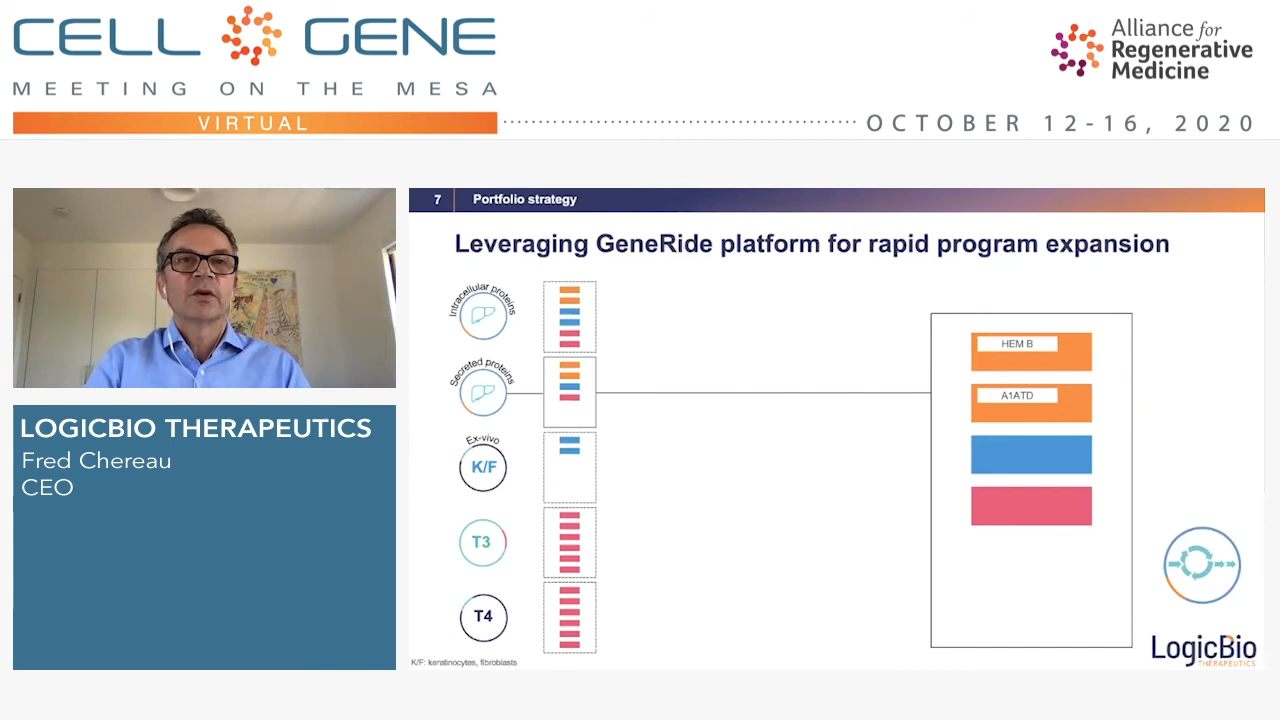 CELL GENE
MEETING ON THE MESA
VIRTUAL
Alliance for
Regenerative
Medicine
OCTOBER 12-16, 2020
LOGICBIO THERAPEUTICS
Fred Chereau
CEO
7 Portfolio strategy
Leveraging GeneRide platform for rapid program expansion
Intracellular proteins
Secreted proteins
Ex-vivo
K/F
T3
T4
HEM B
A1ATD
K/F: keratinocytes, fibroblasts
LogicBio
THERAPEUTICS